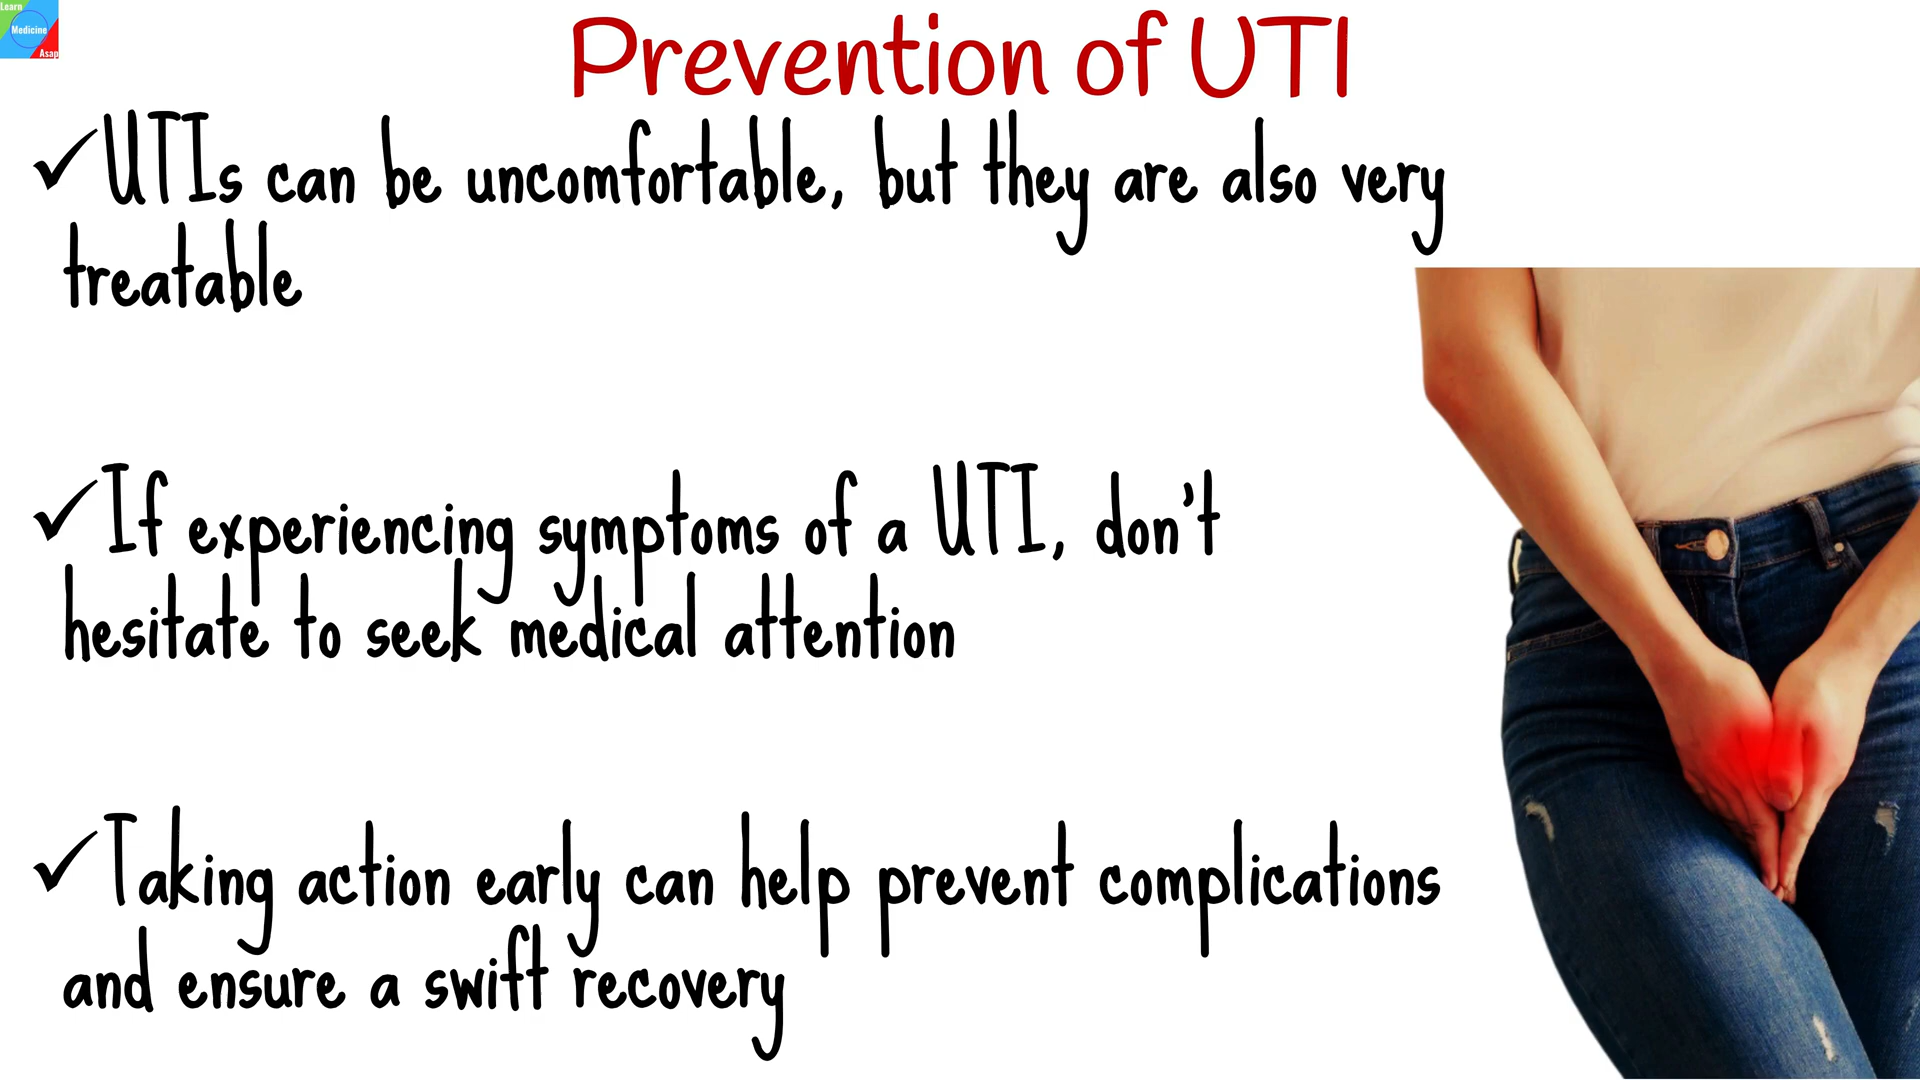 Learn
Medicine
Asap
Prevention of UTI
✓UTIs can be uncomfortable, but they are also very
treatable
✓If experiencing symptoms of a UTI, don't
hesitate to seek medical attention
✓Taking action early can help prevent complications
and ensure a swift recovery